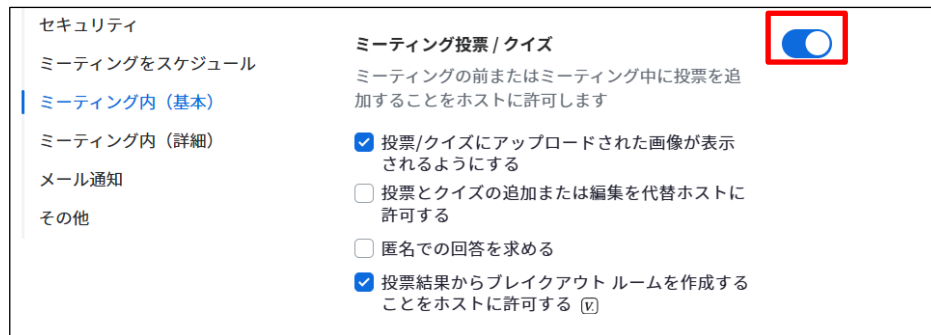 セキュリティ
ミーティングをスケジュール
ミーティング内（基本）
ミーティング内（詳細）
メール通知
その他
ミーティング投票 / クイズ
ミーティングの前またはミーティング中に投票を追
加することをホストに許可します
投票/クイズにアップロードされた画像が表示
されるようにする
投票とクイズの追加または編集を代替ホストに
許可する
匿名での回答を求める
投票結果からブレイクアウト ルームを作成する
ことをホストに許可する V.